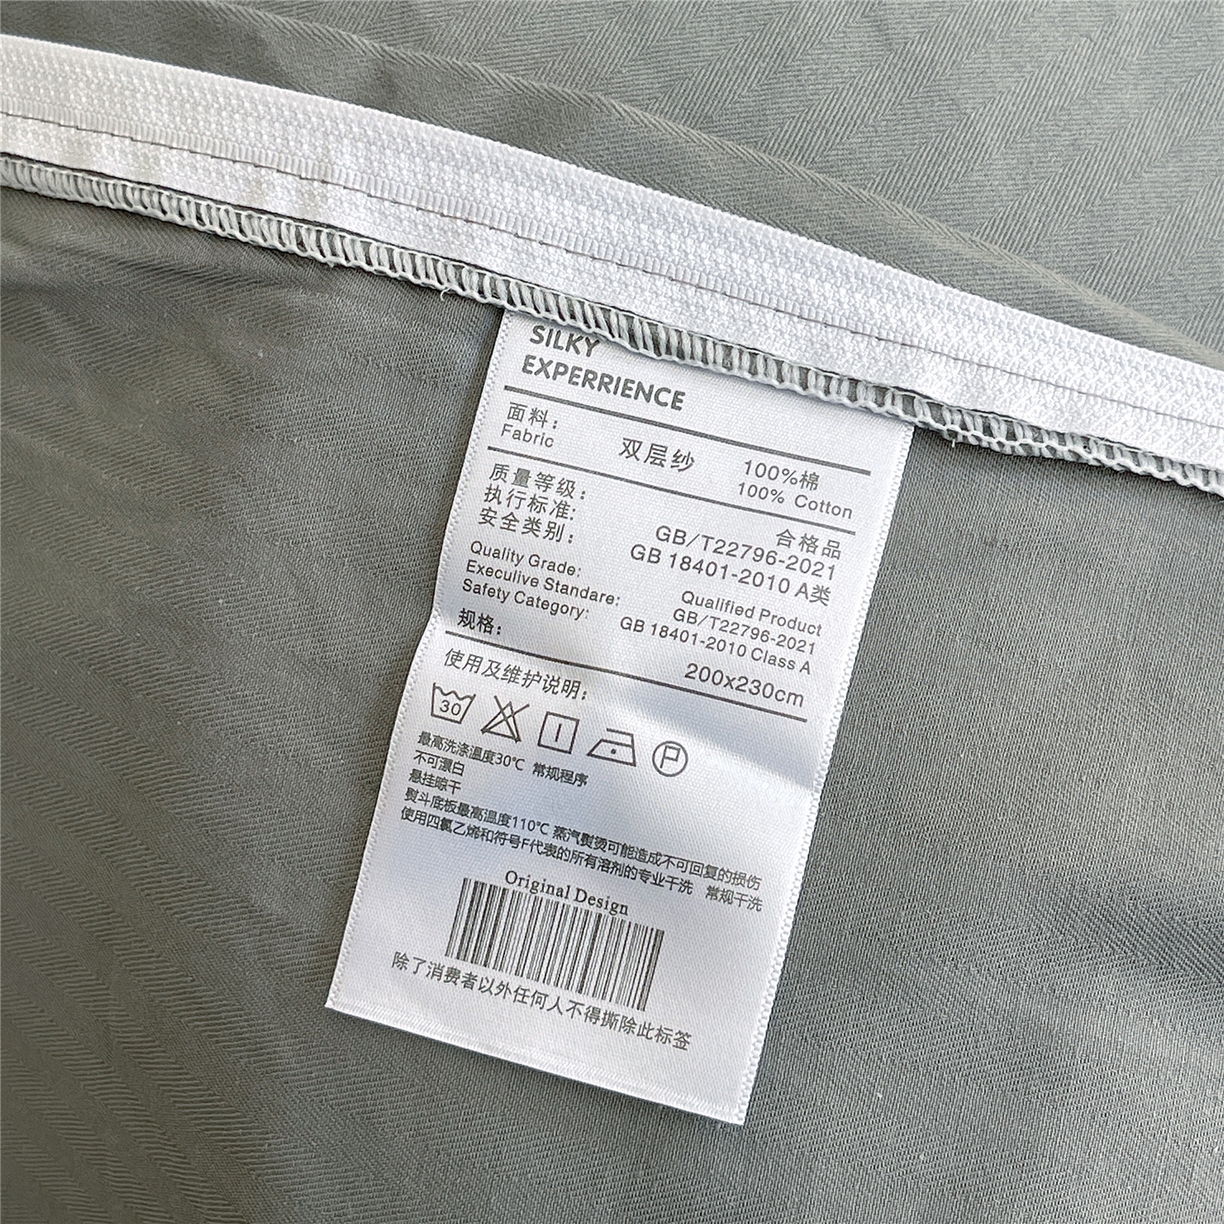 SILKY
EXPERRIENCE
面料： 双层纱 100%棉
Fabric 100% Cotton
质量等级： 合格品
执行标准: GB/T22796-2021
安全类别： GB 18401-2010 A类
Quality Grade: Qualified Product
Execulive Standare: GB/T22796-2021
Safety Category: GB 18401-2010 Class A
规格: 200x230cm
使用及维护说明:
30 P
最高洗涤温度30℃ 常规程序
不可漂白
悬挂晾干
熨斗底板最高温度110℃ 蒸汽熨烫可能造成不可回复的损伤
使用四氯乙烯和符号F代表的所有溶剂的专业干洗 常规干洗
Original Design
除了消费者以外任何人不得撕除此标签